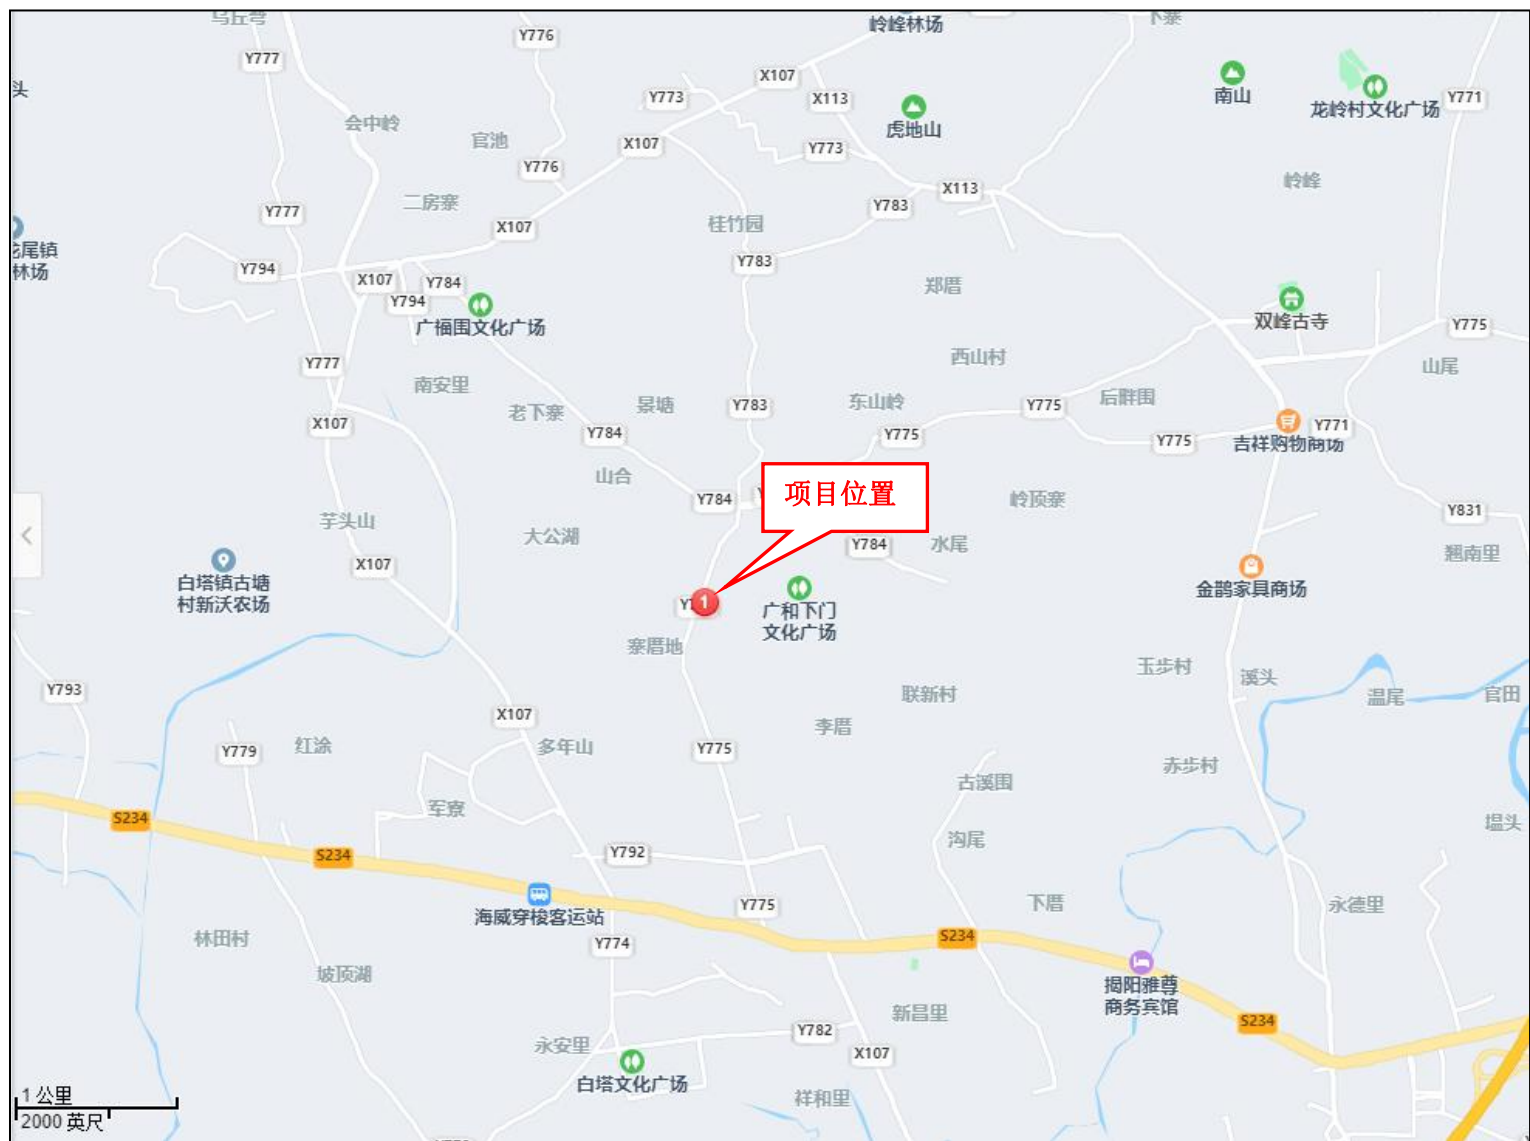 马丘弯
Y776
岭峰林场
下寨
Y777
X107
南山
龙岭村文化广场
Y771
头
Y773
X113
虎地山
会中岭
官池
X107
Y773
Y776
岭峰
二房寨
X113
Y777
Y783
X107
桂竹园
龙尾镇
林场
Y794
Y783
X107
Y784
郑厝
Y794
广福围文化广场
双峰古寺
Y775
西山村
Y777
山尾
南安里
后群围
老下寨
景塘
Y783
东山岭
Y775
X107
Y784
Y775
Y775
吉祥购物商场
Y771
山合
项目位置
Y784
岭顶寨
芋头山
Y831
大公湖
Y784
水尾
翘南里
X107
白塔镇古塘
村新沃农场
金鹊家具商场
1
广和下门
文化广场
寨厝地
玉步村
溪头
Y793
联新村
温尾
官田
X107
李厝
红涂
多年山
Y775
Y779
赤步村
古溪围
军寮
S234
塭头
沟尾
S234
Y792
海威穿梭客运站
Y775
下厝
永德里
林田村
Y774
S234
坡顶湖
揭阳雅尊
商务宾馆
新昌里
S234
永安里
Y782
X107
白塔文化广场
祥和里
1 公里
2000 英尺